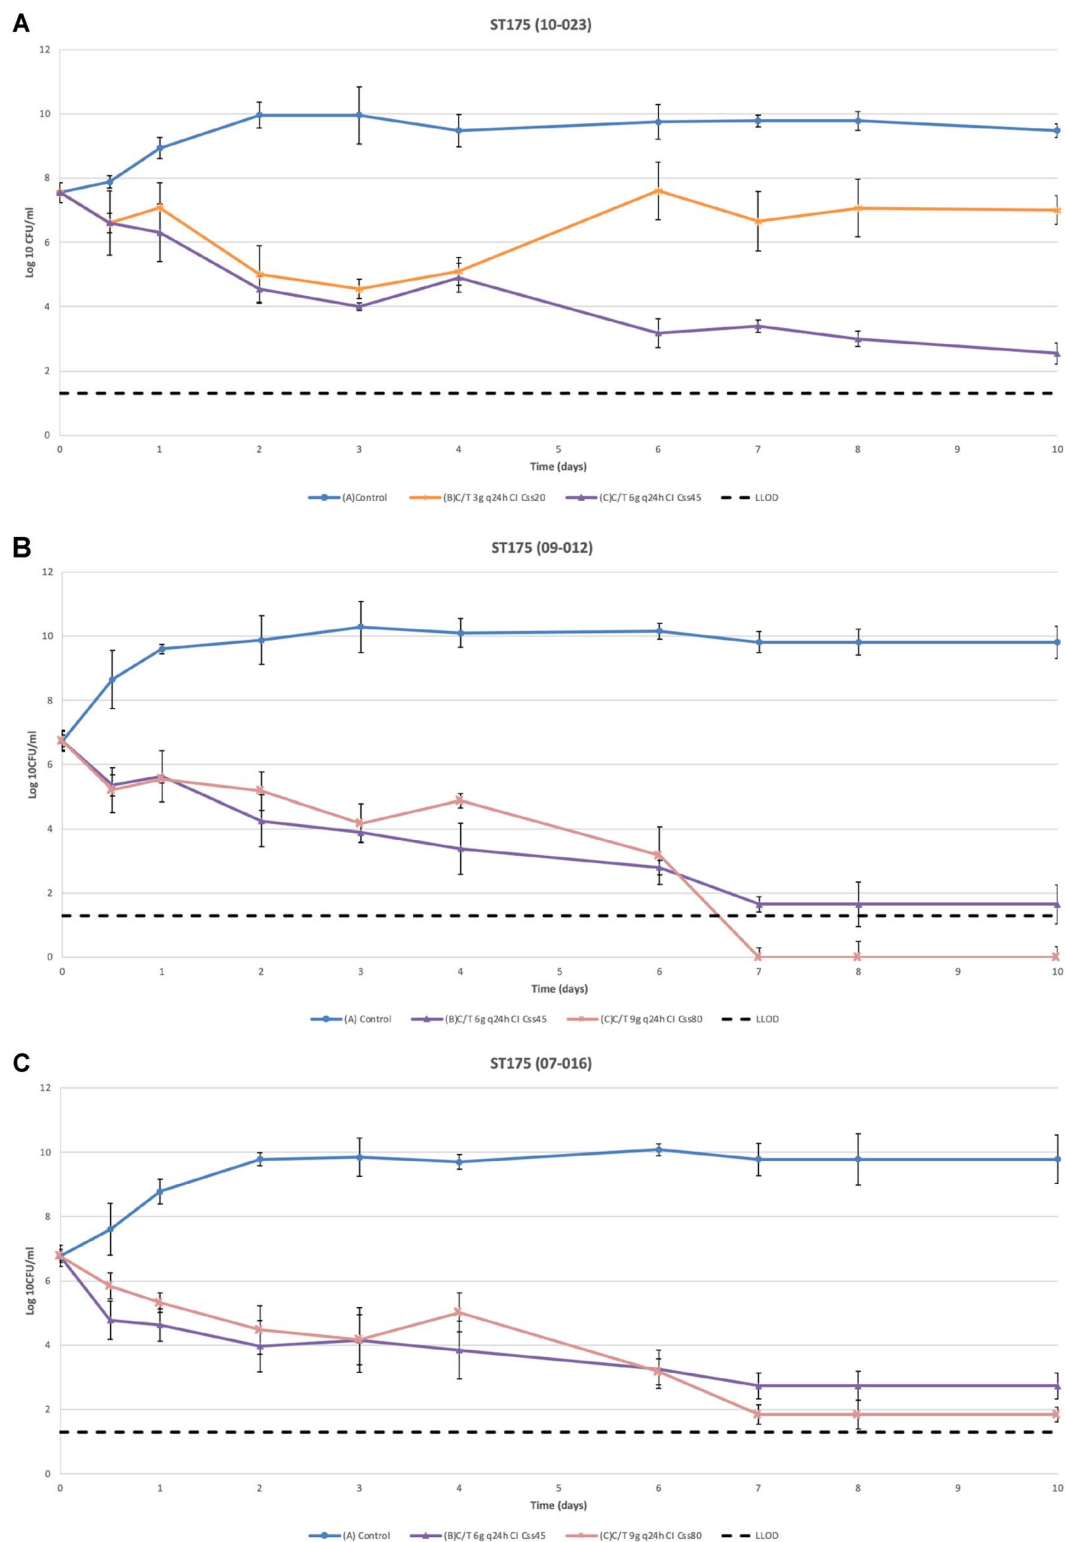 A
ST175 (10-023)
12
10
8
6
4
2
0
Log 10 CFU/ml
0 1 2 3 4 5 6 7 8 9 10
Time (days)
(A)Control (B)C/T 3g q24h CI Css20 (C)C/T 6g q24h CI Css45 LLOD
B
ST175 (09-012)
12
10
8
6
4
2
0
Log 10CFU/ml
0 1 2 3 4 5 6 7 8 9 10
Time (days)
(A) Control (B)C/T 6g q24h CI Css45 (C)C/T 9g q24h CI Css80 LLOD
C
ST175 (07-016)
12
10
8
6
4
2
0
Log 10CFU/ml
0 1 2 3 4 5 6 7 8 9 10
Time (days)
(A) Control (B)C/T 6g q24h CI Css45 (C)C/T 9g q24h CI Css80 LLOD